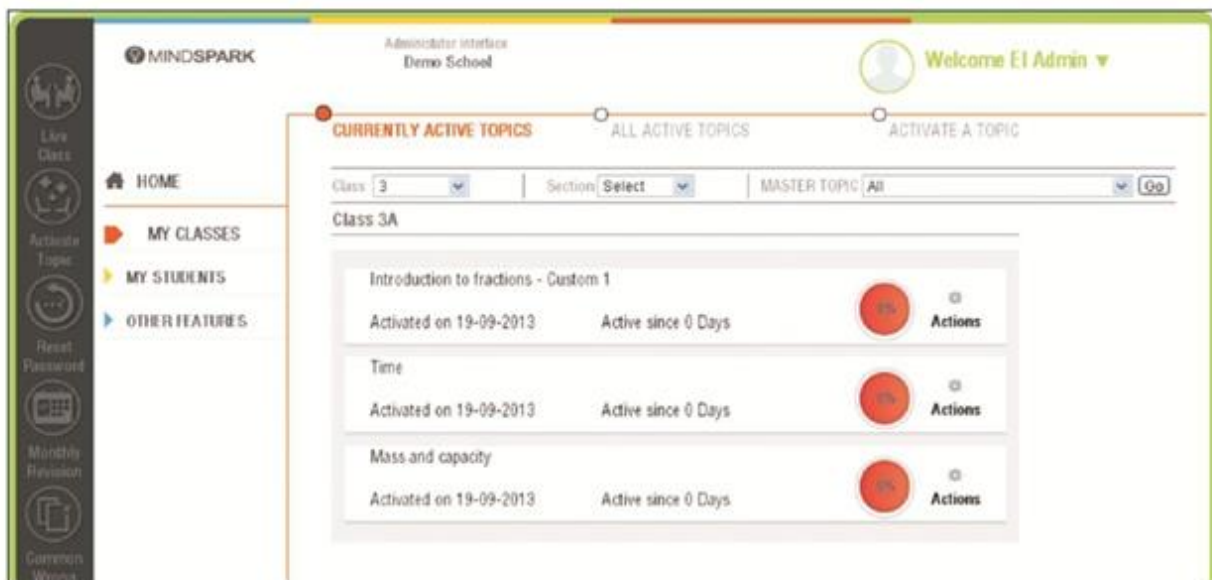 MINDSPARK
Administrator interface
Demo School
Welcome EI Admin
Live
Class
Activate
Topic
Reset
Password
Monthly
Revision
Common
Wrong
HOME
MY CLASSES
MY STUDENTS
OTHER FEATURES
CURRENTLY ACTIVE TOPICS
ALL ACTIVE TOPICS
ACTIVATE A TOPIC
Class 3 Section Select MASTER TOPIC All Go
Class 3A
Introduction to fractions - Custom 1
Activated on 19-09-2013 Active since 0 Days
0% Actions
Time
Activated on 19-09-2013 Active since 0 Days
0% Actions
Mass and capacity
Activated on 19-09-2013 Active since 0 Days
0% Actions